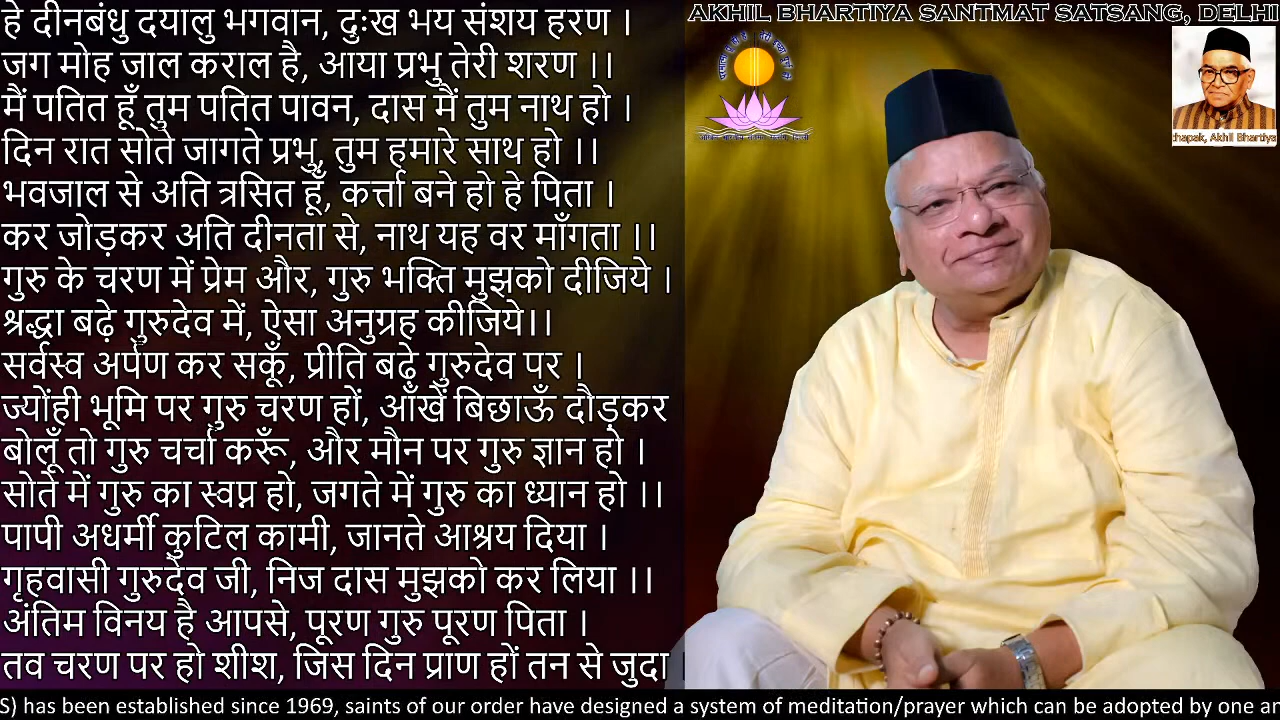 हे दीनबंधु दयालु भगवान, दुःख भय संशय हरण ।
जग मोह जाल कराल है, आया प्रभु तेरी शरण ।।
मैं पतित हूँ तुम पतित पावन, दास मैं तुम नाथ हो ।
दिन रात सोते जागते प्रभु, तुम हमारे साथ हो ।।
भवजाल से अति त्रसित हूँ, कर्त्ता बने हो हे पिता ।
कर जोड़कर अति दीनता से, नाथ यह वर माँगता ।।
गुरु के चरण में प्रेम और, गुरु भक्ति मुझको दीजिये ।
श्रद्धा बढ़े गुरुदेव में, ऐसा अनुग्रह कीजिये।।
सर्वस्व अर्पण कर सकूँ, प्रीति बढ़े गुरुदेव पर ।
ज्योंही भूमि पर गुरु चरण हों, आँखें बिछाऊँ दौड़कर
बोलूँ तो गुरु चर्चा करूँ, और मौन पर गुरु ज्ञान हो ।
सोते में गुरु का स्वप्न हो, जगते में गुरु का ध्यान हो ।।
पापी अधर्मी कुटिल कामी, जानते आश्रय दिया ।
गृहवासी गुरुदेव जी, निज दास मुझको कर लिया ।।
अंतिम विनय है आपसे, पूरण गुरु पूरण पिता ।
तव चरण पर हो शीश, जिस दिन प्राण हों तन से जुदा
AKHIL BHARTIYA SANTMAT SATSANG, DELHI
chapak, Akhil Bhartiya
S) has been established since 1969, saints of our order have designed a system of meditation/prayer which can be adopted by one an